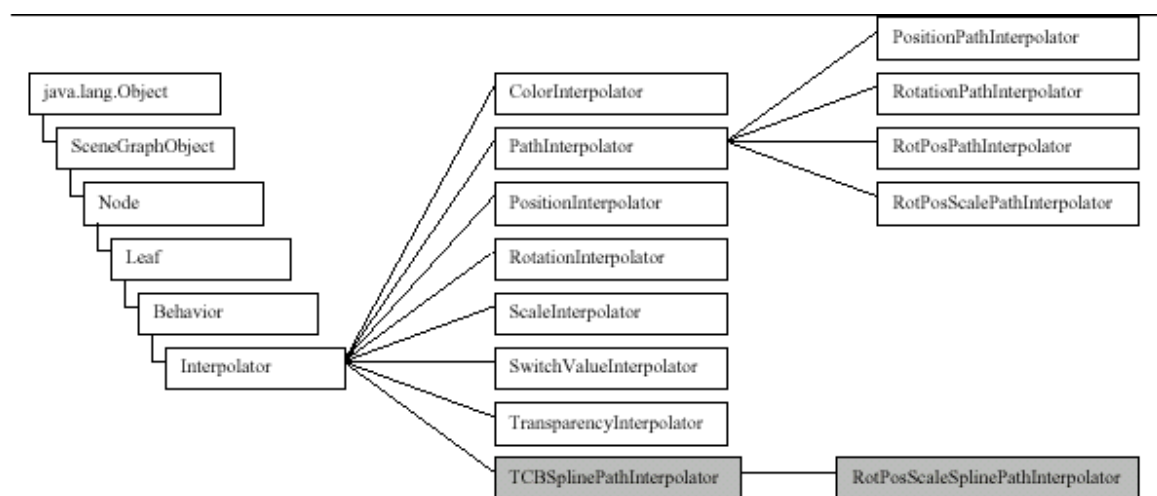 java.lang.Object
SceneGraphObject
Node
Leaf
Behavior
Interpolator
ColorInterpolator
PathInterpolator
PositionInterpolator
RotationInterpolator
ScaleInterpolator
SwitchValueInterpolator
TransparencyInterpolator
TCBSplinePathInterpolator
PositionPathInterpolator
RotationPathInterpolator
RotPosPathInterpolator
RotPosScalePathInterpolator
RotPosScaleSplinePathInterpolator